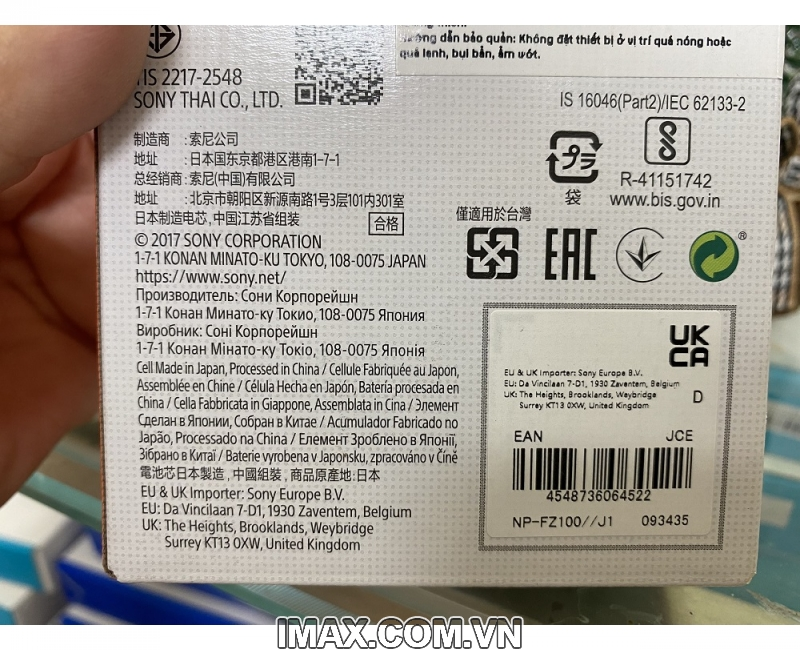 Hướng dẫn bảo quản: Không đặt thiết bị ở vị trí quá nóng hoặc
quá lạnh, bụi bẩn, ẩm ướt.
TIS 2217-2548
SONY THAI CO., LTD.
IS 16046(Part2)/IEC 62133-2
プラ
袋
R-41151742
www.bis.gov.in
制造商 :索尼公司
地址 :日本国东京都港区港南1-7-1
总经销商:索尼(中国)有限公司
地址 :北京市朝阳区新源南路1号3层101内301室
日本制造电芯,中国江苏省组装
合格
僅適用於台灣
EAC
®
© 2017 SONY CORPORATION
1-7-1 KONAN MINATO-KU TOKYO, 108-0075 JAPAN
https://www.sony.net/
Производитель: Сони Корпорейшн
1-7-1 Конан Минато-ку Токио, 108-0075 Япония
Виробник: Соні Корпорейшн
1-7-1 Конан Мінато-ку Токіо, 108-0075 Японія
Cell Made in Japan, Processed in China / Cellule Fabriquée au Japon,
Assemblée en Chine / Célula Hecha en Japón, Batería procesada en
China / Cella Fabbricata in Giappone, Assemblata in Cina / Элемент
Сделан в Японии, Собран в Китае / Acumulador Fabricado no
Japão, Processado na China / Елемент Зроблено в Японії,
Зібрано в Китаї / Baterie vyrobena v Japonsku, zpracováno v Číně
電池芯日本製造，中國組裝，商品原產地:日本
EU & UK Importer: Sony Europe B.V.
EU: Da Vincilaan 7-D1, 1930 Zaventem, Belgium
UK: The Heights, Brooklands, Weybridge
Surrey KT13 0XW, United Kingdom
UK
CA
EU & UK Importer: Sony Europe B.V.
EU: Da Vincilaan 7-D1, 1930 Zaventem, Belgium
UK: The Heights, Brooklands, Weybridge
Surrey KT13 0XW, United Kingdom
D
EAN JCE
4548736064522
NP-FZ100//J1 093435
IMAX.COM.VN